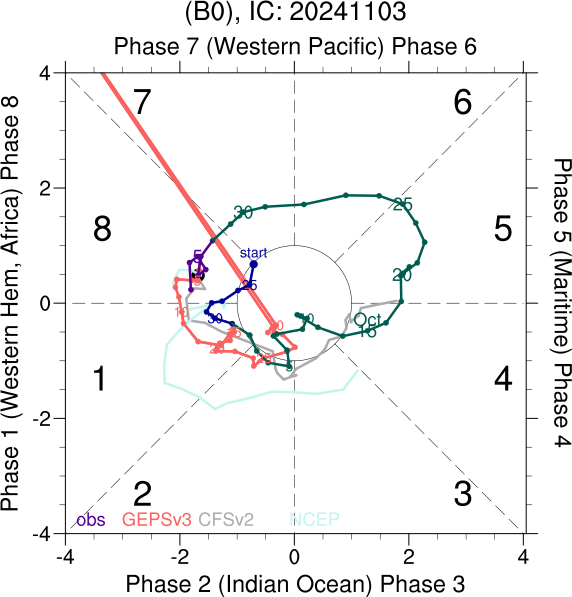 (B0), IC: 20241103
Phase 7 (Western Pacific) Phase 6
4
7
6
30
25
2
8
5
start
5
25
20
Phase 1 (Western Hem, Africa) Phase 8
Phase 5 (Maritime) Phase 4
0
Oct
30
15
1
4
-2
2
3
obs GEPSv3 CFSv2 NCEP
-4
-4 -2 0 2 4
Phase 2 (Indian Ocean) Phase 3